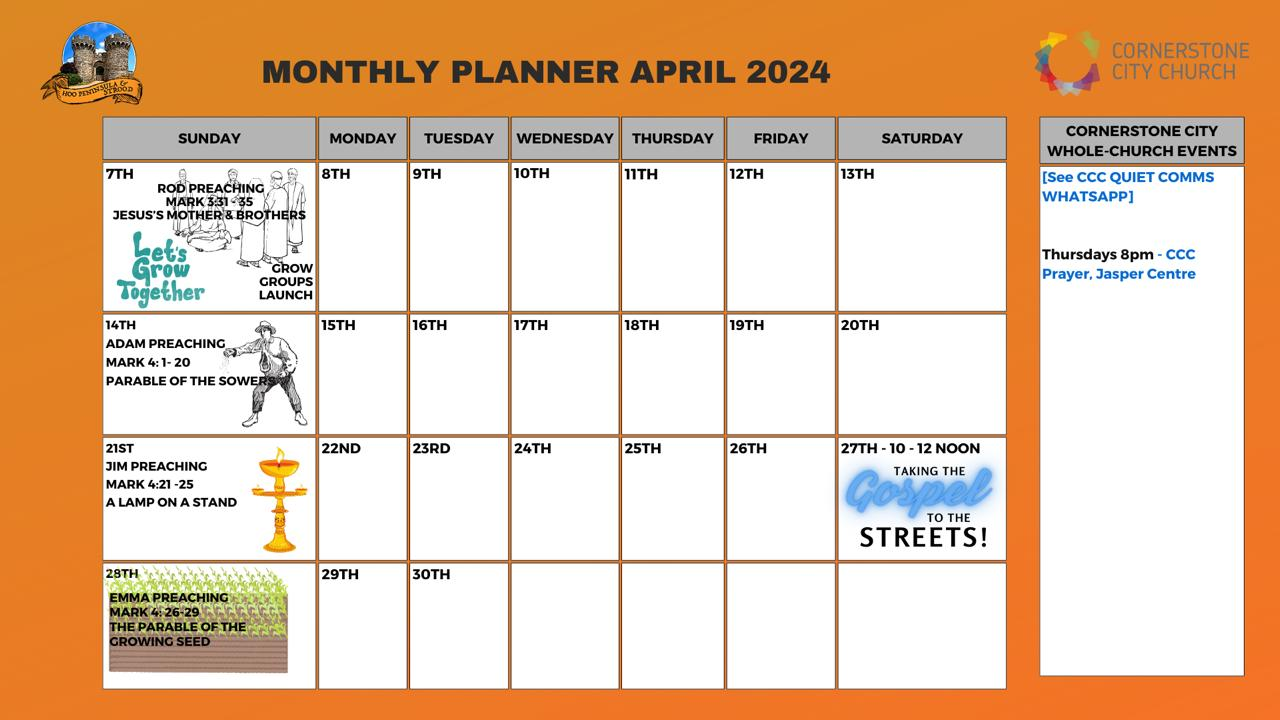 HOO PENINSULA &
STROOD
MONTHLY PLANNER APRIL 2024
CORNERSTONE
CITY CHURCH
SUNDAY
MONDAY
TUESDAY
WEDNESDAY
THURSDAY
FRIDAY
SATURDAY
CORNERSTONE CITY
WHOLE-CHURCH EVENTS
7TH
ROD PREACHING
MARK 3:31 - 35
JESUS'S MOTHER & BROTHERS
Let's
Grow
Together
GROW
GROUPS
LAUNCH
8TH
9TH
10TH
11TH
12TH
13TH
[See CCC QUIET COMMS
WHATSAPP]
Thursdays 8pm - CCC
Prayer, Jasper Centre
14TH
ADAM PREACHING
MARK 4: 1- 20
PARABLE OF THE SOWERS
15TH
16TH
17TH
18TH
19TH
20TH
21ST
JIM PREACHING
MARK 4:21 -25
A LAMP ON A STAND
22ND
23RD
24TH
25TH
26TH
27TH - 10 - 12 NOON
TAKING THE
Gospel
TO THE
STREETS!
28TH
EMMA PREACHING
MARK 4: 26-29
THE PARABLE OF THE
GROWING SEED
29TH
30TH